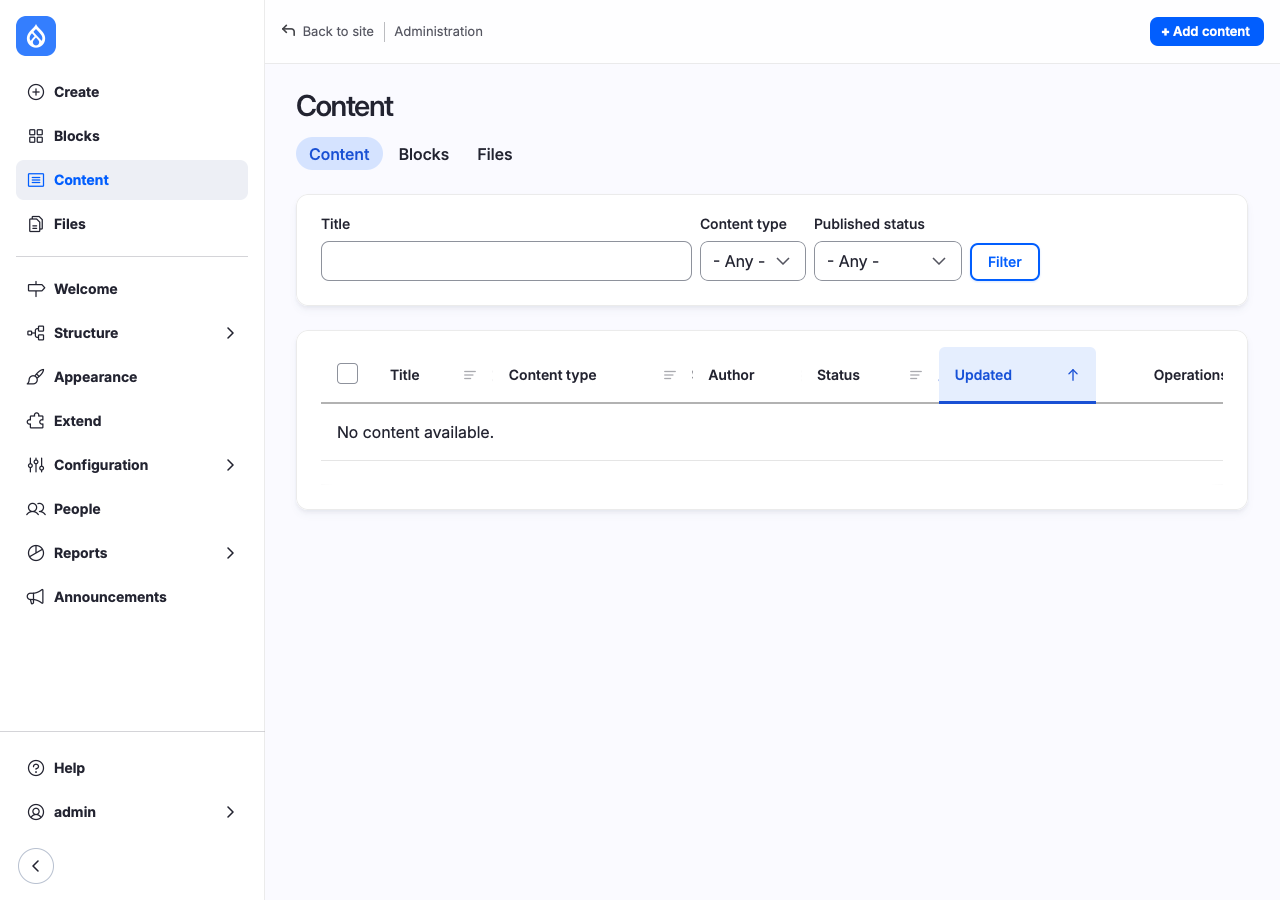 Create
Blocks
Content
Files
Welcome
Structure
Appearance
Extend
Configuration
People
Reports
Announcements
Help
admin
Back to site
Administration
+ Add content
Content
Content Blocks Files
Title Content type Published status
- Any - - Any - Filter
Title Content type Author Status Updated Operations
No content available.